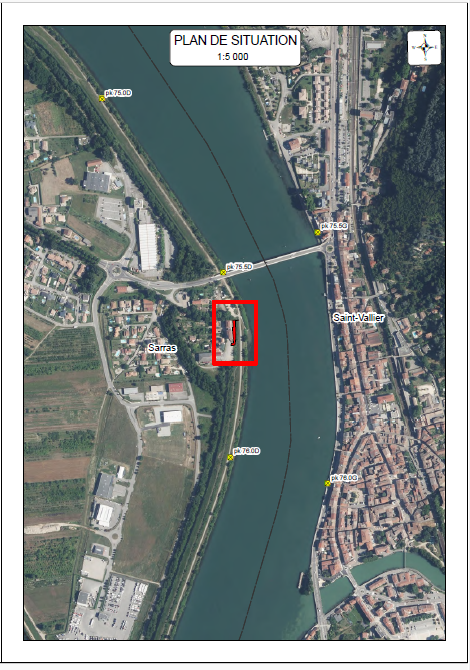 PLAN DE SITUATION
1:5 000
pk 75.0D
pk 75.5G
pk 75.5D
Saint-Vallier
Sarras
pk 76.0D
pk 76.0G